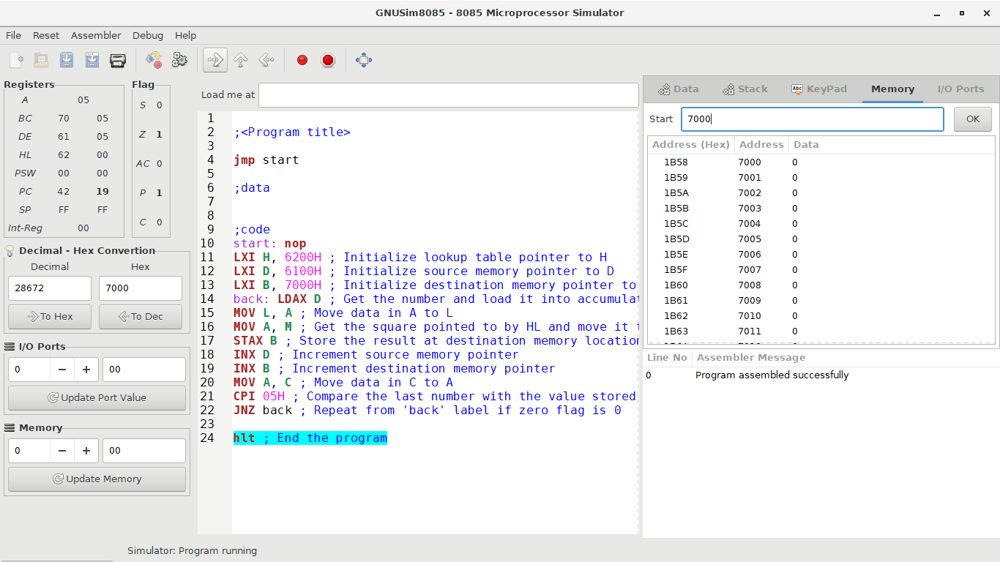 GNUSim8085 - 8085 Microprocessor Simulator
File Reset Assembler Debug Help
Registers
A 05
BC 70 05
DE 61 05
HL 62 00
PSW 00 00
PC 42 19
SP FF FF
Int-Reg 00
Flag
S 0
Z 1
AC 0
P 1
C 0
Decimal - Hex Convertion
Decimal Hex
28672 7000
To Hex To Dec
I/O Ports
0 − + 00
Update Port Value
Memory
0 − + 00
Update Memory
Load me at
1
2 ;<Program title>
3
4 jmp start
5
6 ;data
7
8
9 ;code
10 start: nop
11 LXI H, 6200H ; Initialize lookup table pointer to H
12 LXI D, 6100H ; Initialize source memory pointer to D
13 LXI B, 7000H ; Initialize destination memory pointer to
14 back: LDAX D ; Get the number and load it into accumulat
15 MOV L, A ; Move data in A to L
16 MOV A, M ; Get the square pointed to by HL and move it
17 STAX B ; Store the result at destination memory location
18 INX D ; Increment source memory pointer
19 INX B ; Increment destination memory pointer
20 MOV A, C ; Move data in C to A
21 CPI 05H ; Compare the last number with the value stored
22 JNZ back ; Repeat from 'back' label if zero flag is 0
23
24 hlt ; End the program
Data Stack Abc KeyPad Memory I/O Ports
Start 7000 OK
Address (Hex) Address Data
1B58 7000 0
1B59 7001 0
1B5A 7002 0
1B5B 7003 0
1B5C 7004 0
1B5D 7005 0
1B5E 7006 0
1B5F 7007 0
1B60 7008 0
1B61 7009 0
1B62 7010 0
1B63 7011 0
Line No Assembler Message
0 Program assembled successfully
Simulator: Program running